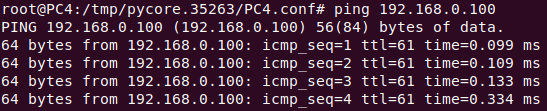 root@PC4:/tmp/pycore.35263/PC4.conf# ping 192.168.0.100
PING 192.168.0.100 (192.168.0.100) 56(84) bytes of data.
64 bytes from 192.168.0.100: icmp_seq=1 ttl=61 time=0.099 ms
64 bytes from 192.168.0.100: icmp_seq=2 ttl=61 time=0.109 ms
64 bytes from 192.168.0.100: icmp_seq=3 ttl=61 time=0.133 ms
64 bytes from 192.168.0.100: icmp_seq=4 ttl=61 time=0.334 ms